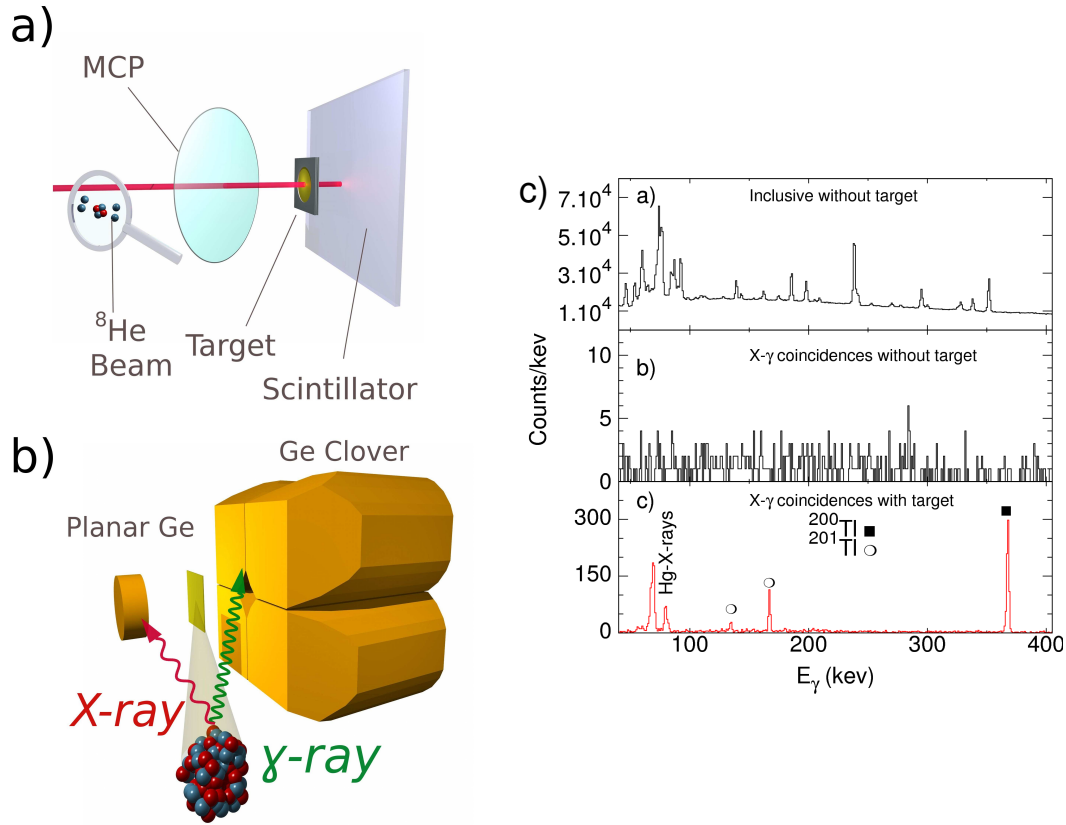 a)
MCP
⁸He
Beam
Target
Scintillator
b)
Ge Clover
Planar Ge
X-ray
γ-ray
c)
Counts/kev
a)
Inclusive without target
7.10⁴
5.10⁴
3.10⁴
1.10⁴
X-γ coincidences without target
b)
10
5
0
c)
X-γ coincidences with target
300
150
0
Hg-X-rays
²⁰⁰Tl
²⁰¹Tl
100
200
300
400
Eγ (kev)